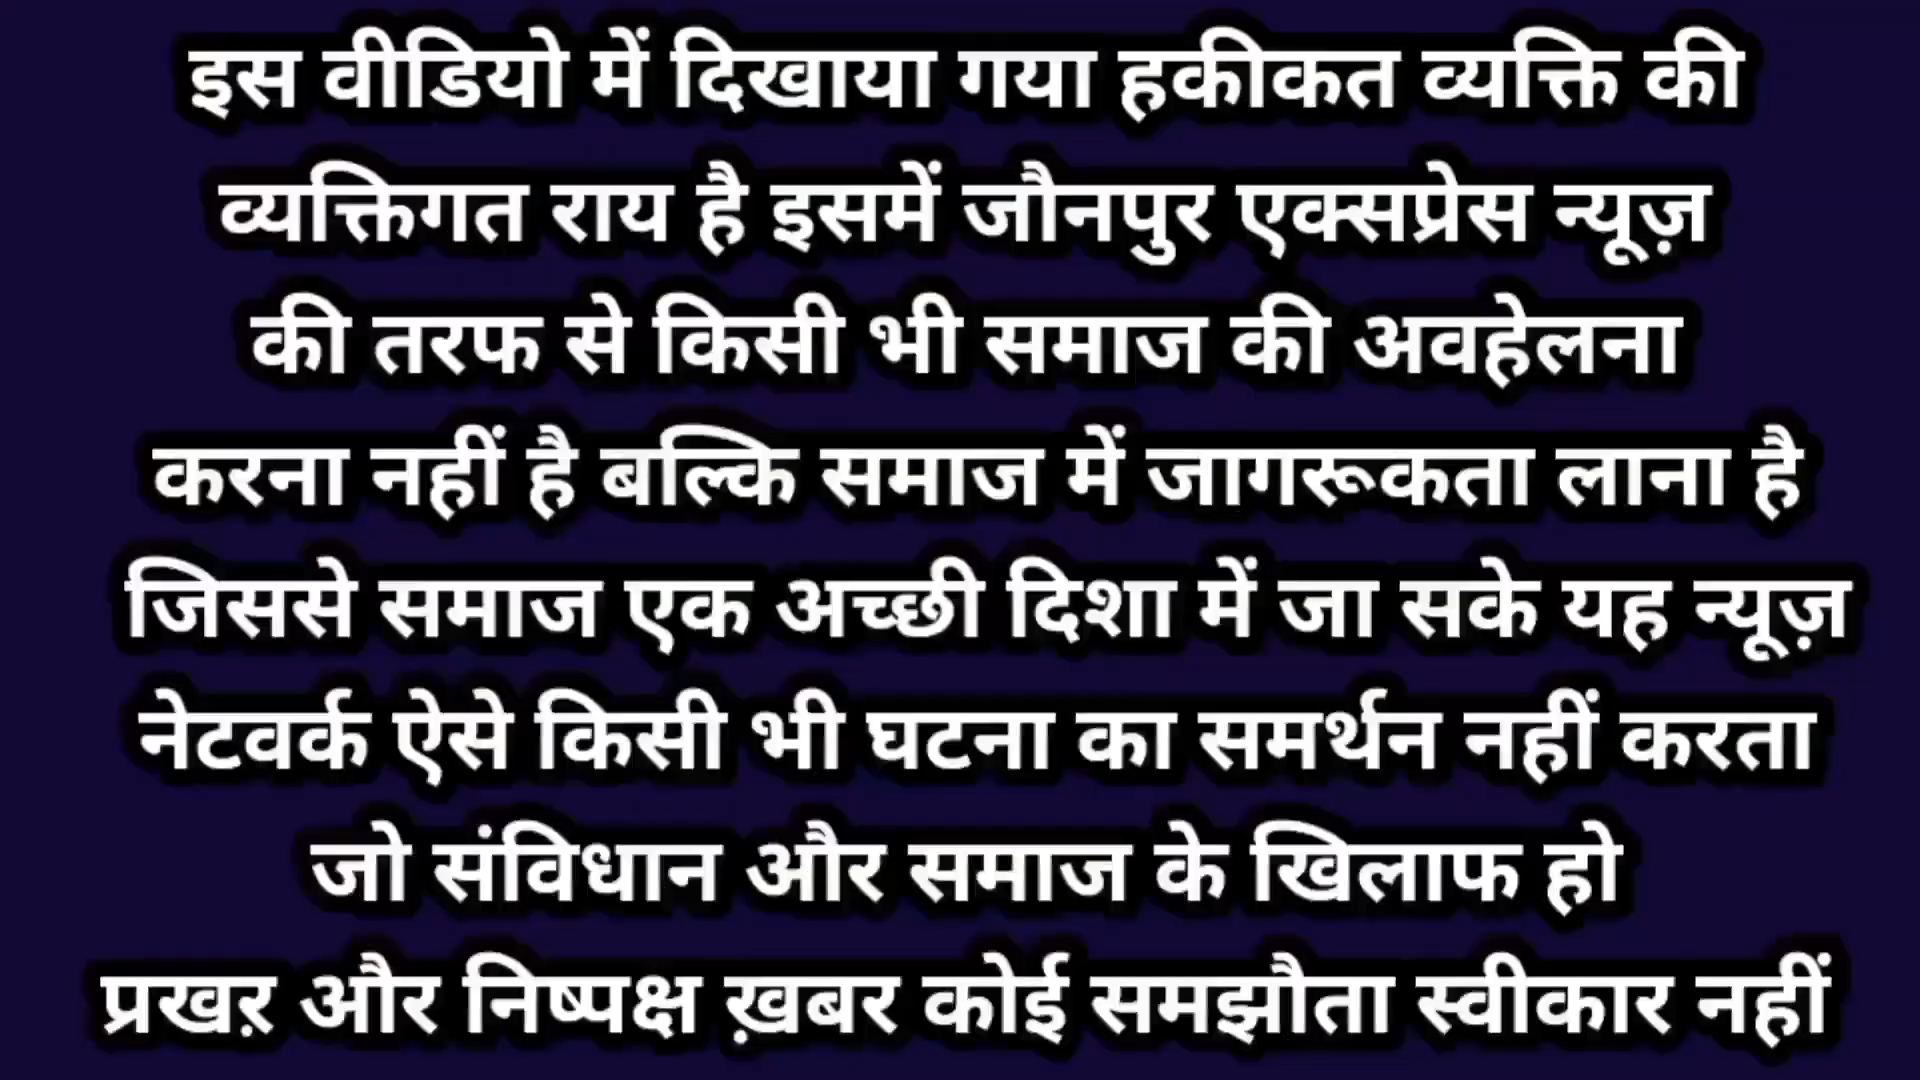 इस वीडियो में दिखाया गया हकीकत व्यक्ति की
व्यक्तिगत राय है इसमें जौनपुर एक्सप्रेस न्यूज़
की तरफ से किसी भी समाज की अवहेलना
करना नहीं है बल्कि समाज में जागरूकता लाना है
जिससे समाज एक अच्छी दिशा में जा सके यह न्यूज़
नेटवर्क ऐसे किसी भी घटना का समर्थन नहीं करता
जो संविधान और समाज के खिलाफ हो
प्रखऱ और निष्पक्ष ख़बर कोई समझौता स्वीकार नहीं